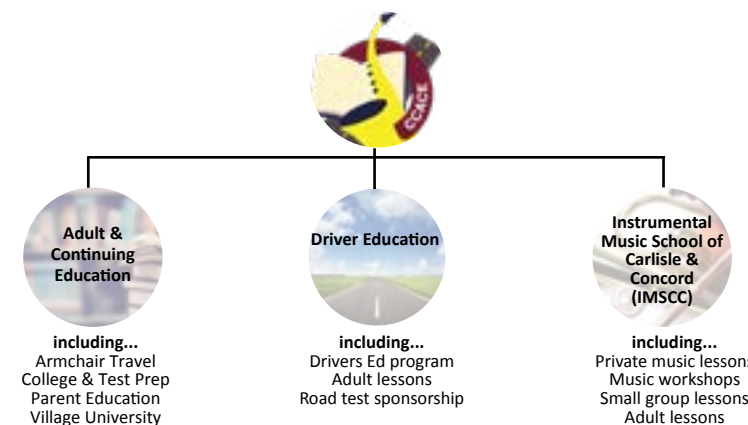 CCACE
Adult &
Continuing
Education
including...
Armchair Travel
College & Test Prep
Parent Education
Village University
Driver Education
including...
Drivers Ed program
Adult lessons
Road test sponsorship
Instrumental
Music School of
Carlisle &
Concord
(IMSCC)
including...
Private music lessons
Music workshops
Small group lessons
Adult lessons